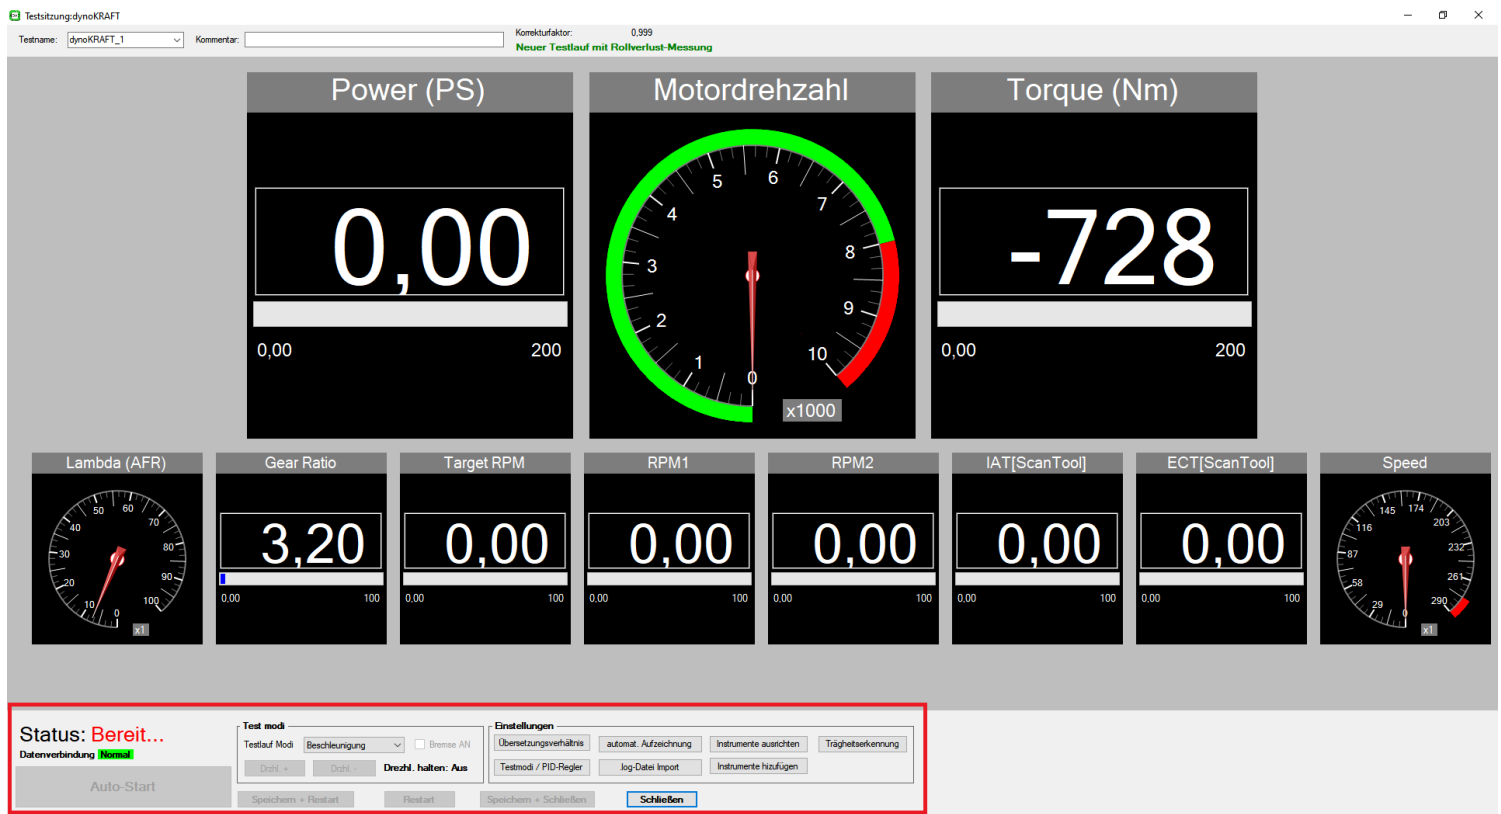 Testsitzung:dynoKRAFT
Testname: dynoKRAFT_1 Kommentar: Korrekturfaktor: 0,999
Neuer Testlauf mit Rollverlust-Messung
Power (PS) Motordrehzahl Torque (Nm)
0,00
0,00 200
0 1 2 3 4 5 6 7 8 9 10
x1000
-728
0,00 200
Lambda (AFR) Gear Ratio Target RPM RPM1 RPM2 IAT[ScanTool] ECT[ScanTool] Speed
0 10 20 30 40 50 60 70 80 90 100
x1
3,20
0,00 100
0,00
0,00 100
0,00
0,00 100
0,00
0,00 100
0,00
0,00 100
0,00
0,00 100
0 29 58 87 116 145 174 203 232 261 290
x1
Status: Bereit...
Datenverbindung Normal
Auto-Start
Test modi
Testlauf Modi Beschleunigung Bremse AN
Drzhl. + Drzhl. - Drezhl. halten: Aus
Einstellungen
Übersetzungsverhältnis automat. Aufzeichnung Instrumente ausrichten Trägheitserkennung
Testmodi / PID-Regler .log-Datei Import Instrumente hizufügen
Speichern + Restart Restart Speichern + Schließen Schließen